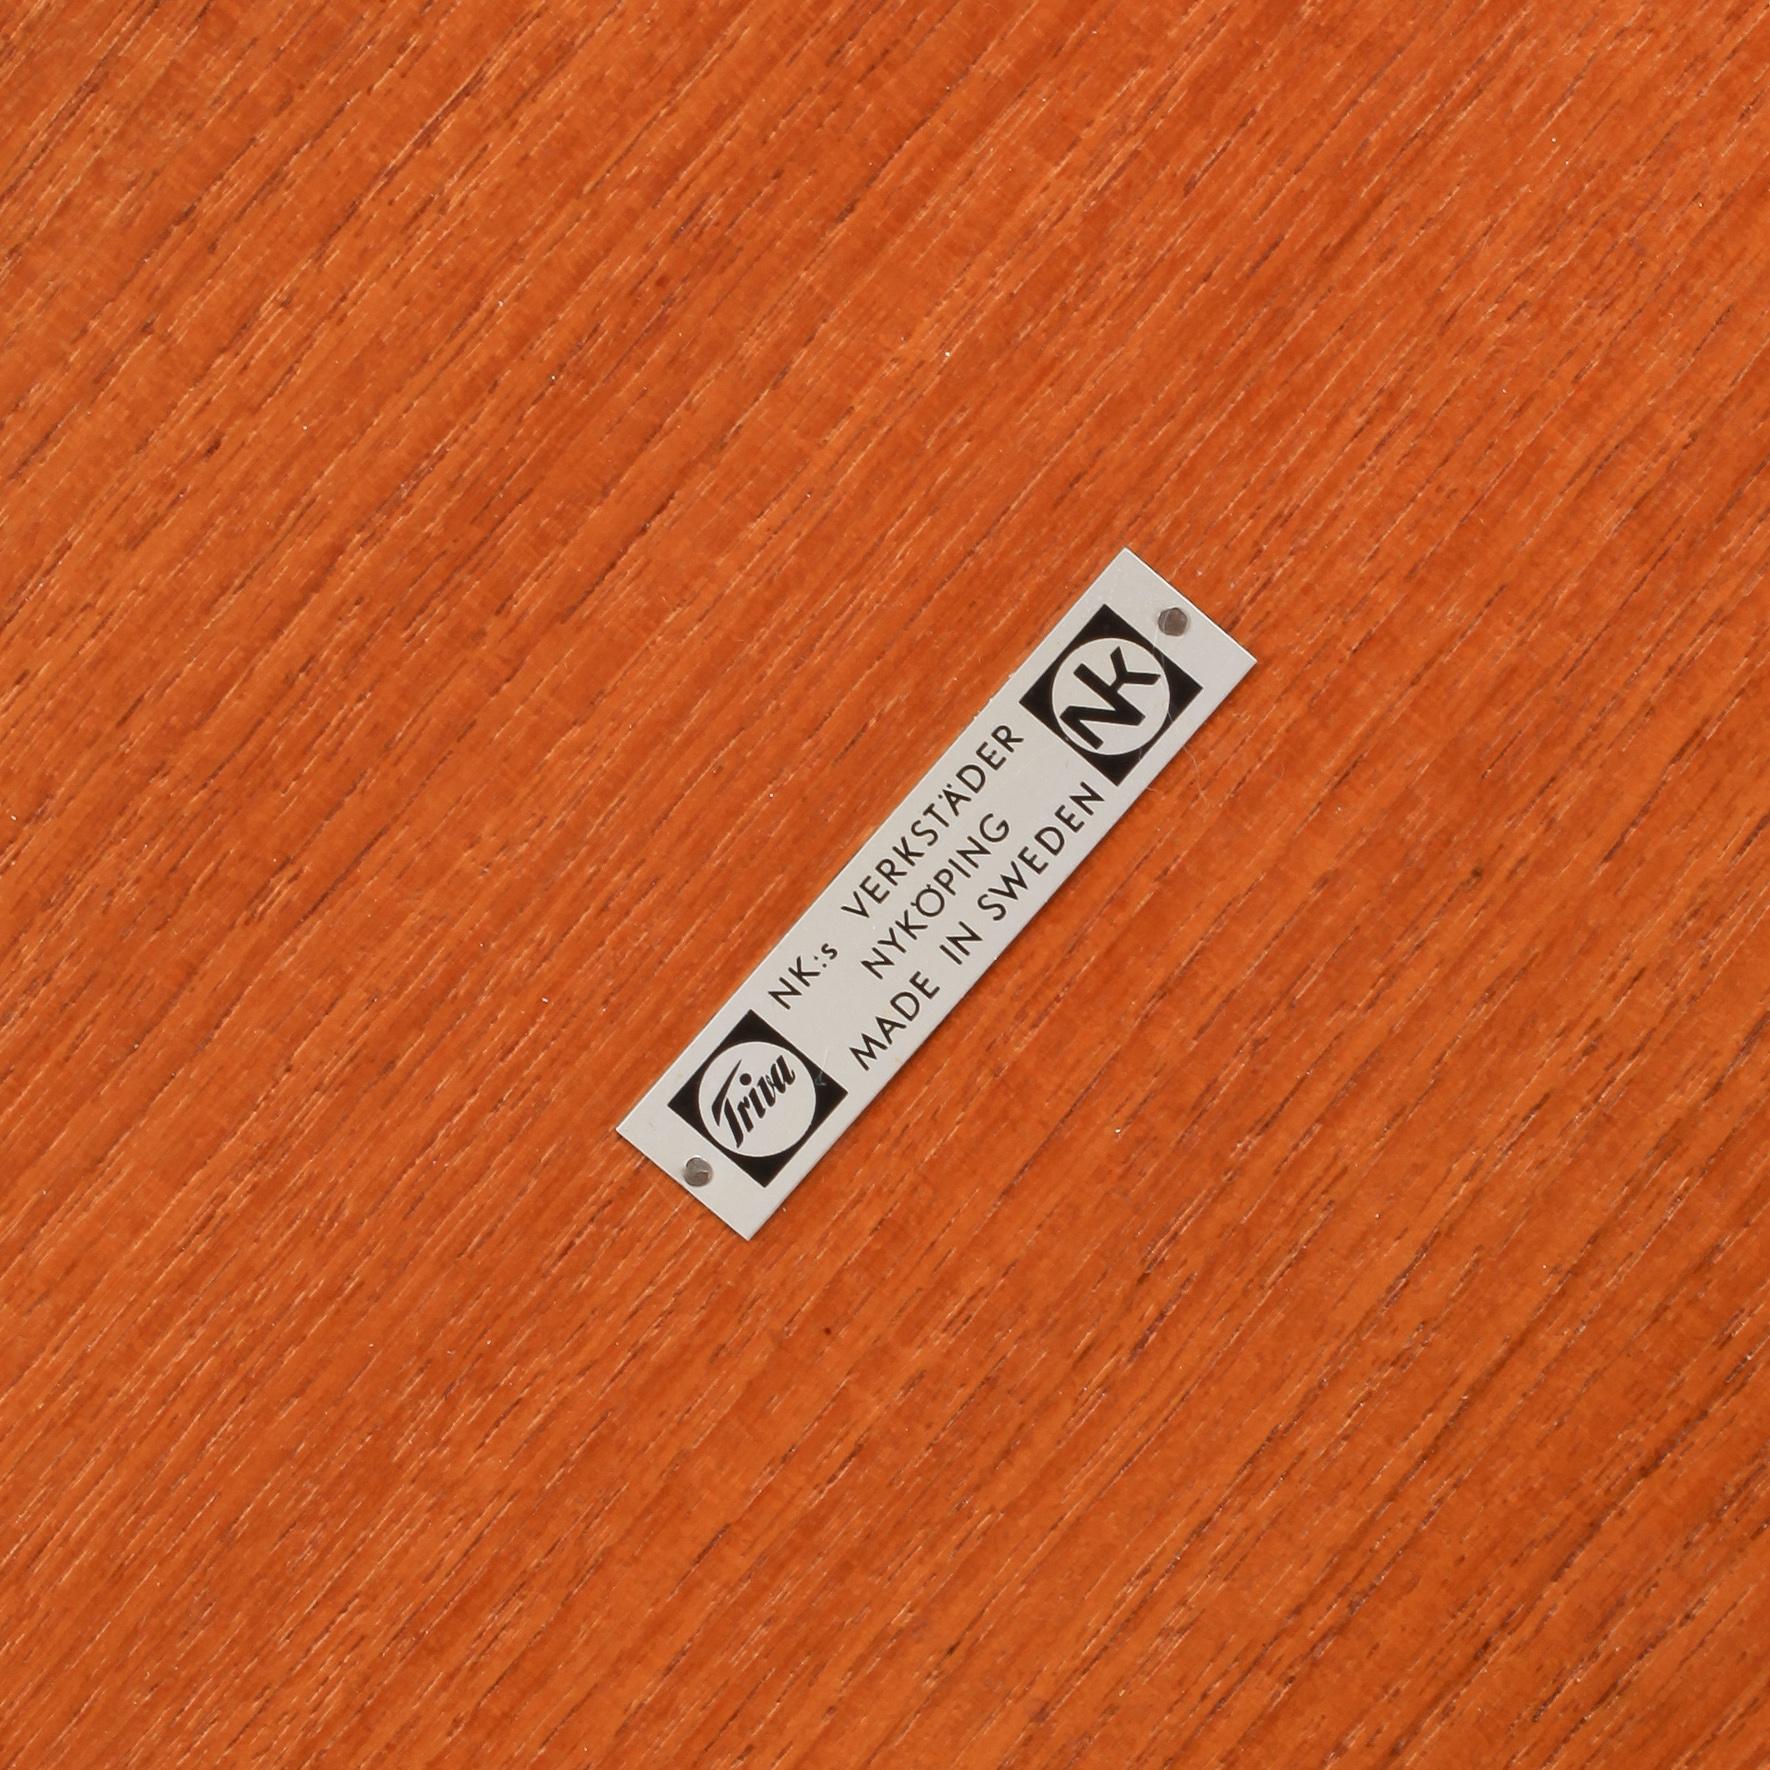 Triva
NK:s VERKSTÄDER
NYKÖPING
MADE IN SWEDEN
NK